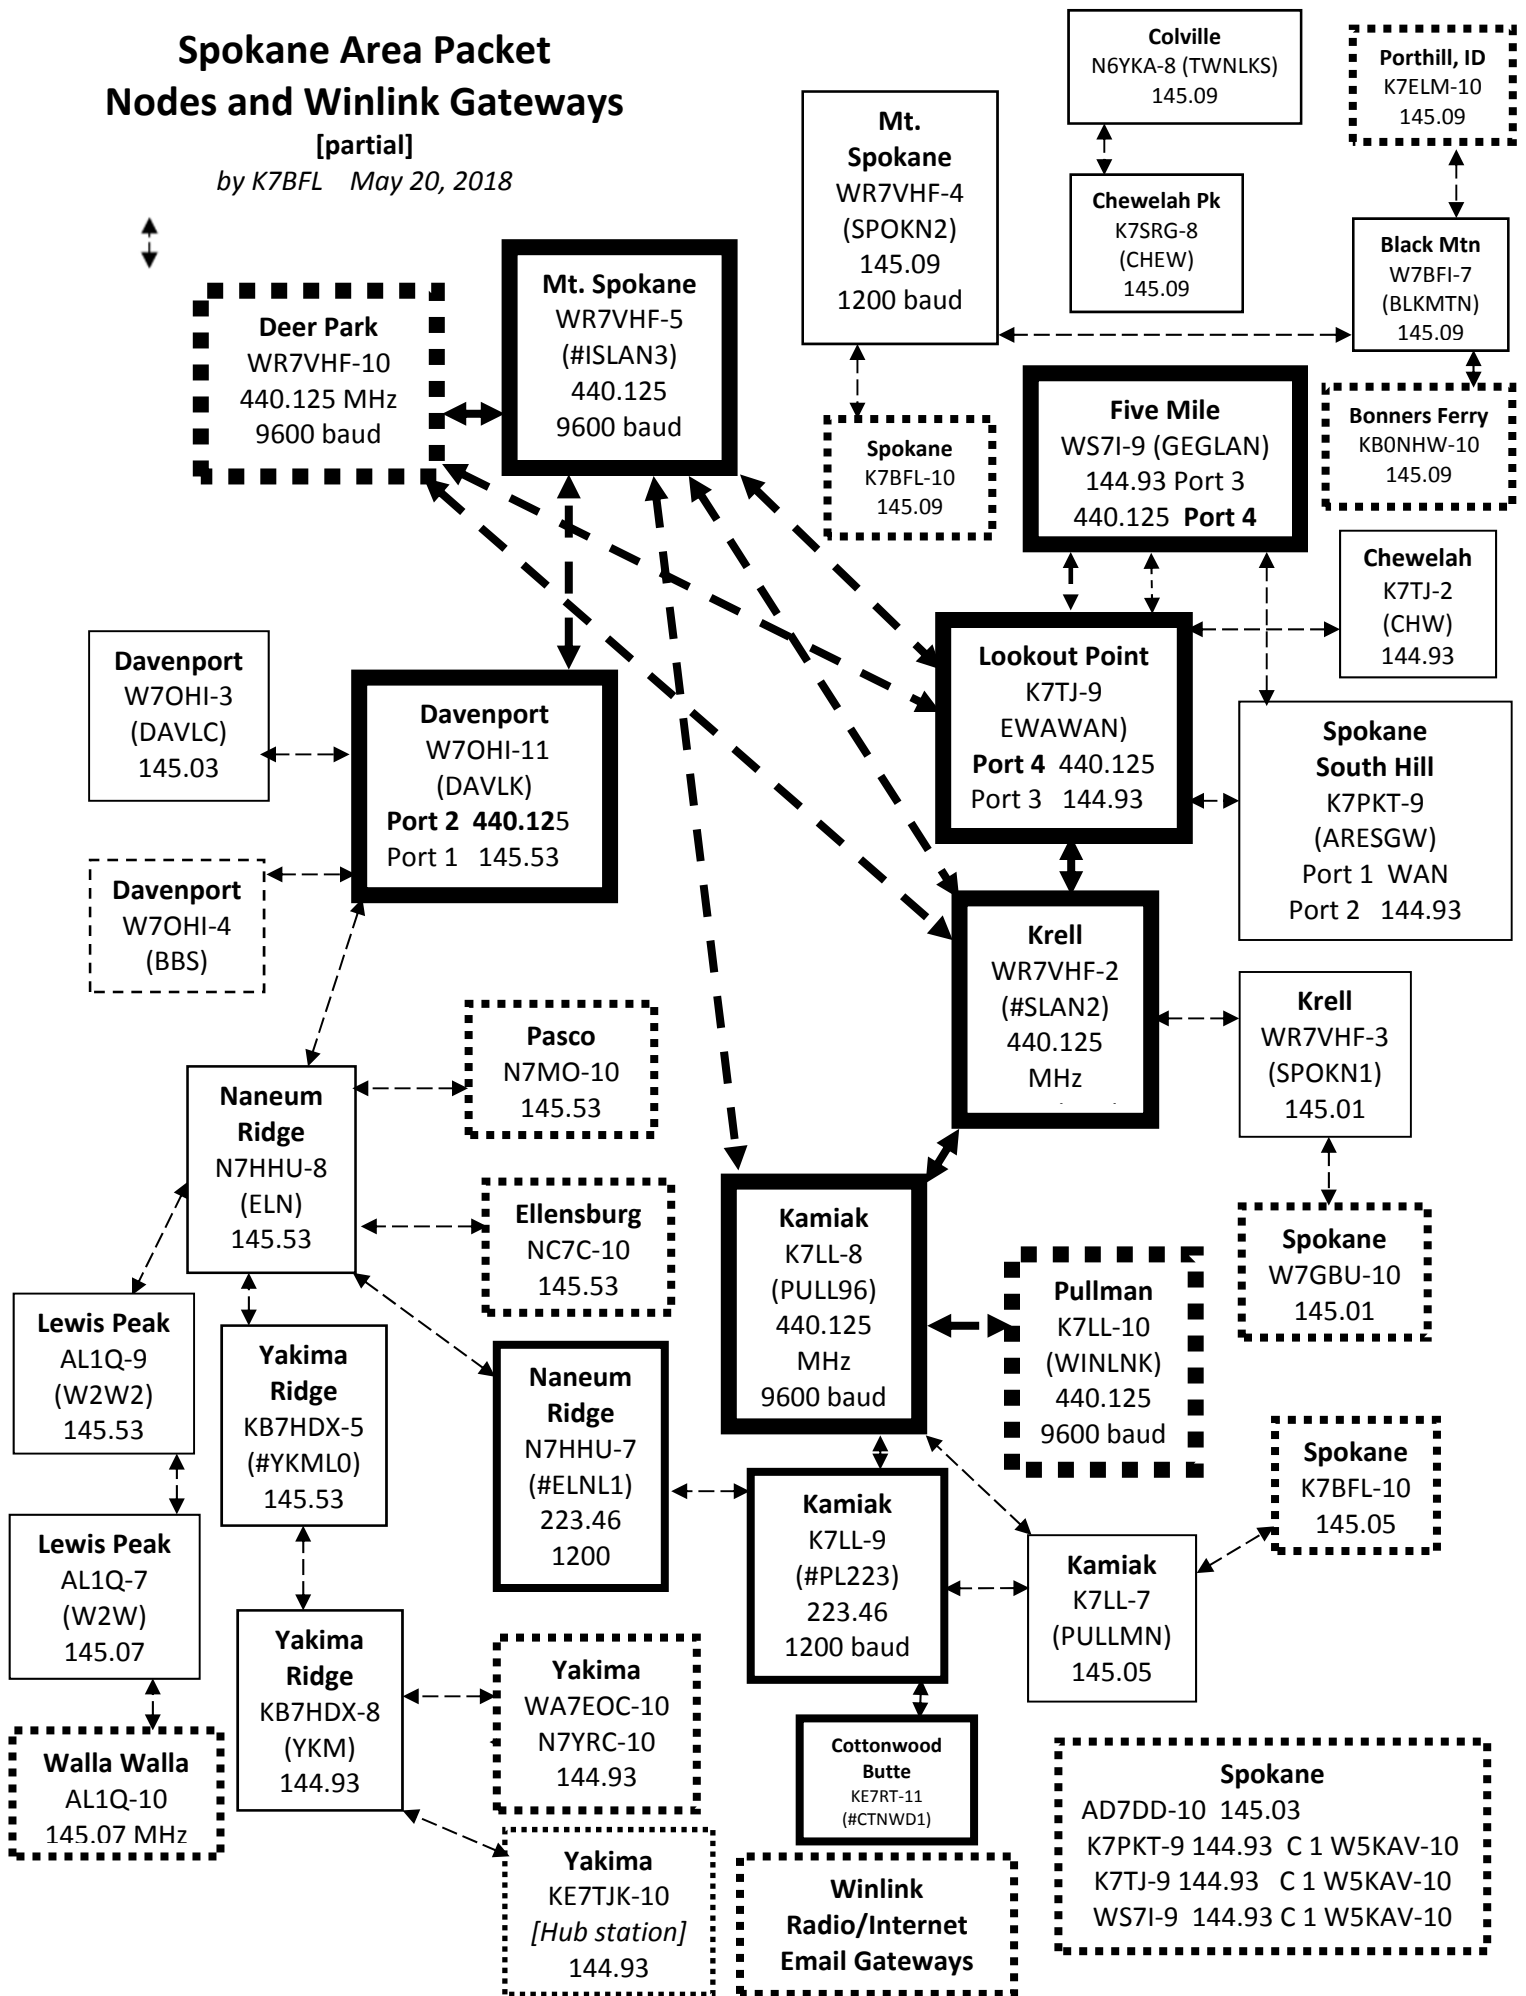 Spokane Area Packet
Nodes and Winlink Gateways
[partial]
by K7BFL May 20, 2018
Colville
N6YKA-8 (TWNLKS)
145.09
Porthill, ID
K7ELM-10
145.09
Mt.
Spokane
WR7VHF-4
(SPOKN2)
145.09
1200 baud
Chewelah Pk
K7SRG-8
(CHEW)
145.09
Black Mtn
W7BFI-7
(BLKMTN)
145.09
Mt. Spokane
WR7VHF-5
(#ISLAN3)
440.125
9600 baud
Deer Park
WR7VHF-10
440.125 MHz
9600 baud
Five Mile
WS7I-9 (GEGLAN)
144.93 Port 3
440.125 Port 4
Bonners Ferry
KB0NHW-10
145.09
Spokane
K7BFL-10
145.09
Chewelah
K7TJ-2
(CHW)
144.93
Davenport
W7OHI-3
(DAVLC)
145.03
Davenport
W7OHI-11
(DAVLK)
Port 2 440.125
Port 1 145.53
Lookout Point
K7TJ-9
EWAWAN)
Port 4 440.125
Port 3 144.93
Spokane
South Hill
K7PKT-9
(ARESGW)
Port 1 WAN
Port 2 144.93
Davenport
W7OHI-4
(BBS)
Krell
WR7VHF-2
(#SLAN2)
440.125
MHz
Krell
WR7VHF-3
(SPOKN1)
145.01
Pasco
N7MO-10
145.53
Naneum
Ridge
N7HHU-8
(ELN)
145.53
Ellensburg
NC7C-10
145.53
Kamiak
K7LL-8
(PULL96)
440.125
MHz
9600 baud
Pullman
K7LL-10
(WINLNK)
440.125
9600 baud
Spokane
W7GBU-10
145.01
Lewis Peak
AL1Q-9
(W2W2)
145.53
Yakima
Ridge
KB7HDX-5
(#YKML0)
145.53
Naneum
Ridge
N7HHU-7
(#ELNL1)
223.46
1200
Spokane
K7BFL-10
145.05
Kamiak
K7LL-9
(#PL223)
223.46
1200 baud
Kamiak
K7LL-7
(PULLMN)
145.05
Lewis Peak
AL1Q-7
(W2W)
145.07
Yakima
Ridge
KB7HDX-8
(YKM)
144.93
Yakima
WA7EOC-10
N7YRC-10
144.93
Walla Walla
AL1Q-10
145.07 MHz
Cottonwood
Butte
KE7RT-11
(#CTNWD1)
Yakima
KE7TJK-10
[Hub station]
144.93
Winlink
Radio/Internet
Email Gateways
Spokane
AD7DD-10 145.03
K7PKT-9 144.93 C 1 W5KAV-10
K7TJ-9 144.93 C 1 W5KAV-10
WS7I-9 144.93 C 1 W5KAV-10